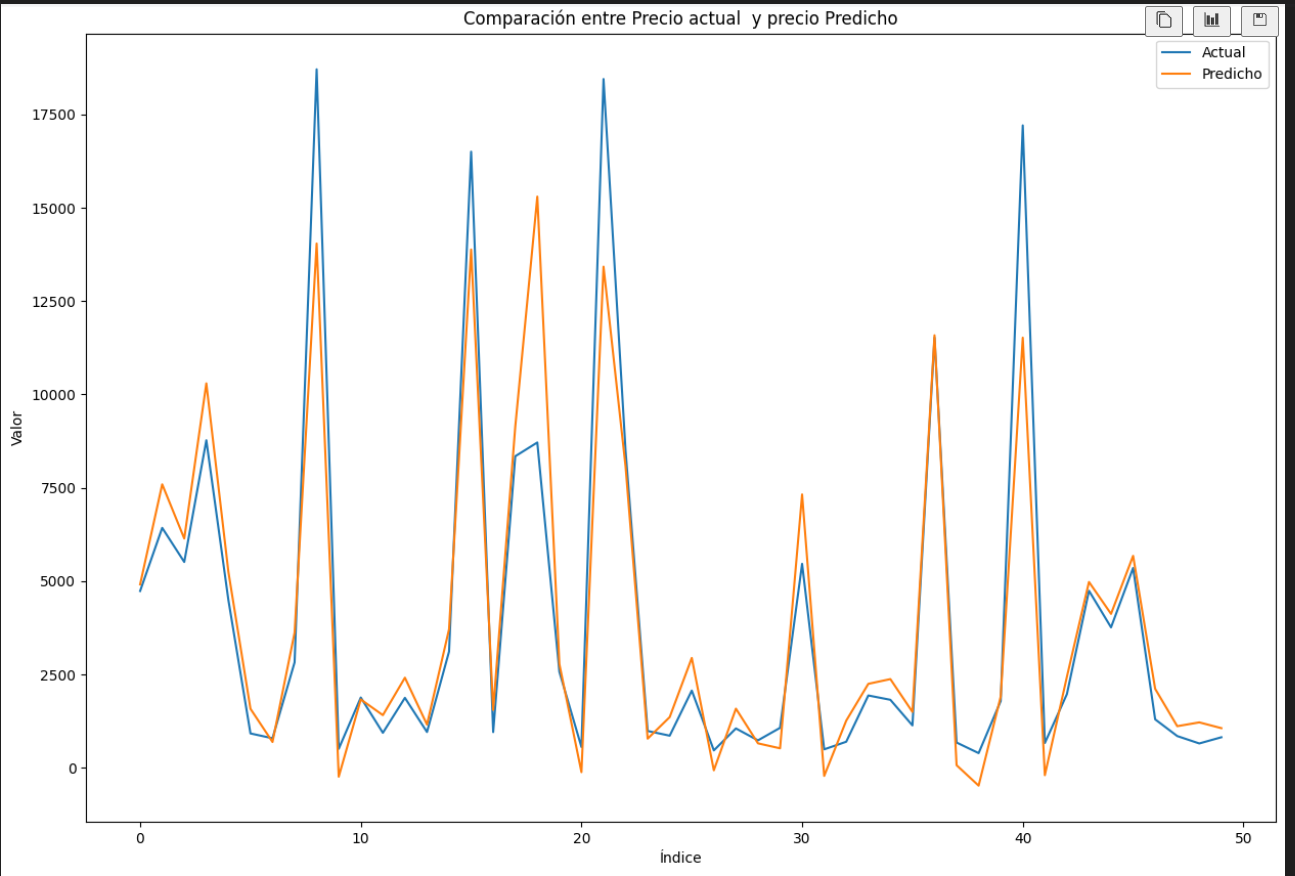 Comparación entre Precio actual  y precio Predicho
Actual
Predicho
17500
15000
12500
10000
7500
5000
2500
0
Valor
0 10 20 30 40 50
Índice